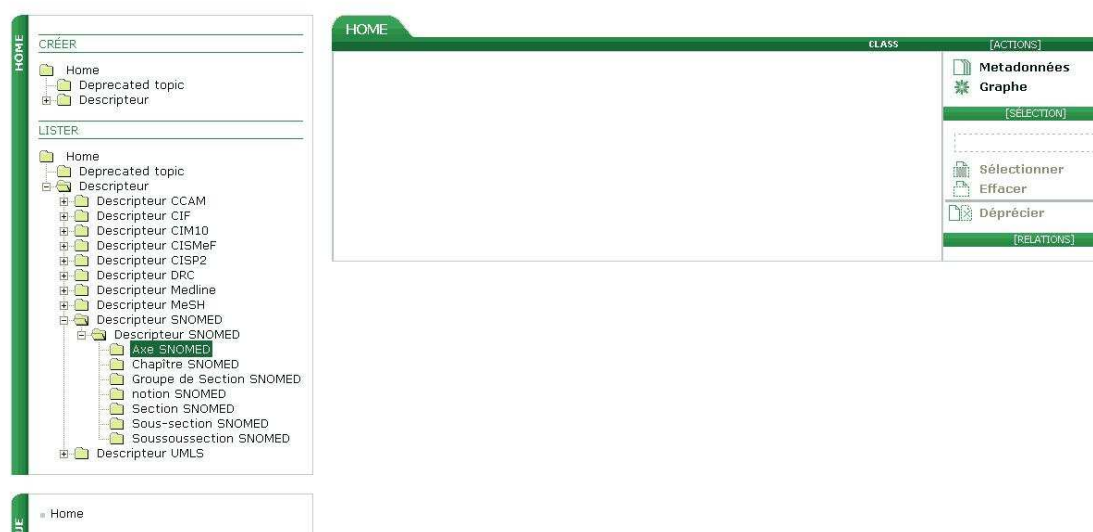 HOME
CRÉER
Home
Deprecated topic
Descripteur
LISTER
Home
Deprecated topic
Descripteur
Descripteur CCAM
Descripteur CIF
Descripteur CIM10
Descripteur CISMeF
Descripteur CISP2
Descripteur DRC
Descripteur Medline
Descripteur MeSH
Descripteur SNOMED
Descripteur SNOMED
Axe SNOMED
Chapître SNOMED
Groupe de Section SNOMED
notion SNOMED
Section SNOMED
Sous-section SNOMED
Soussoussection SNOMED
Descripteur UMLS
Home
HOME
CLASS
[ACTIONS]
Metadonnées
Graphe
[SÉLECTION]
Sélectionner
Effacer
Déprécier
[RELATIONS]